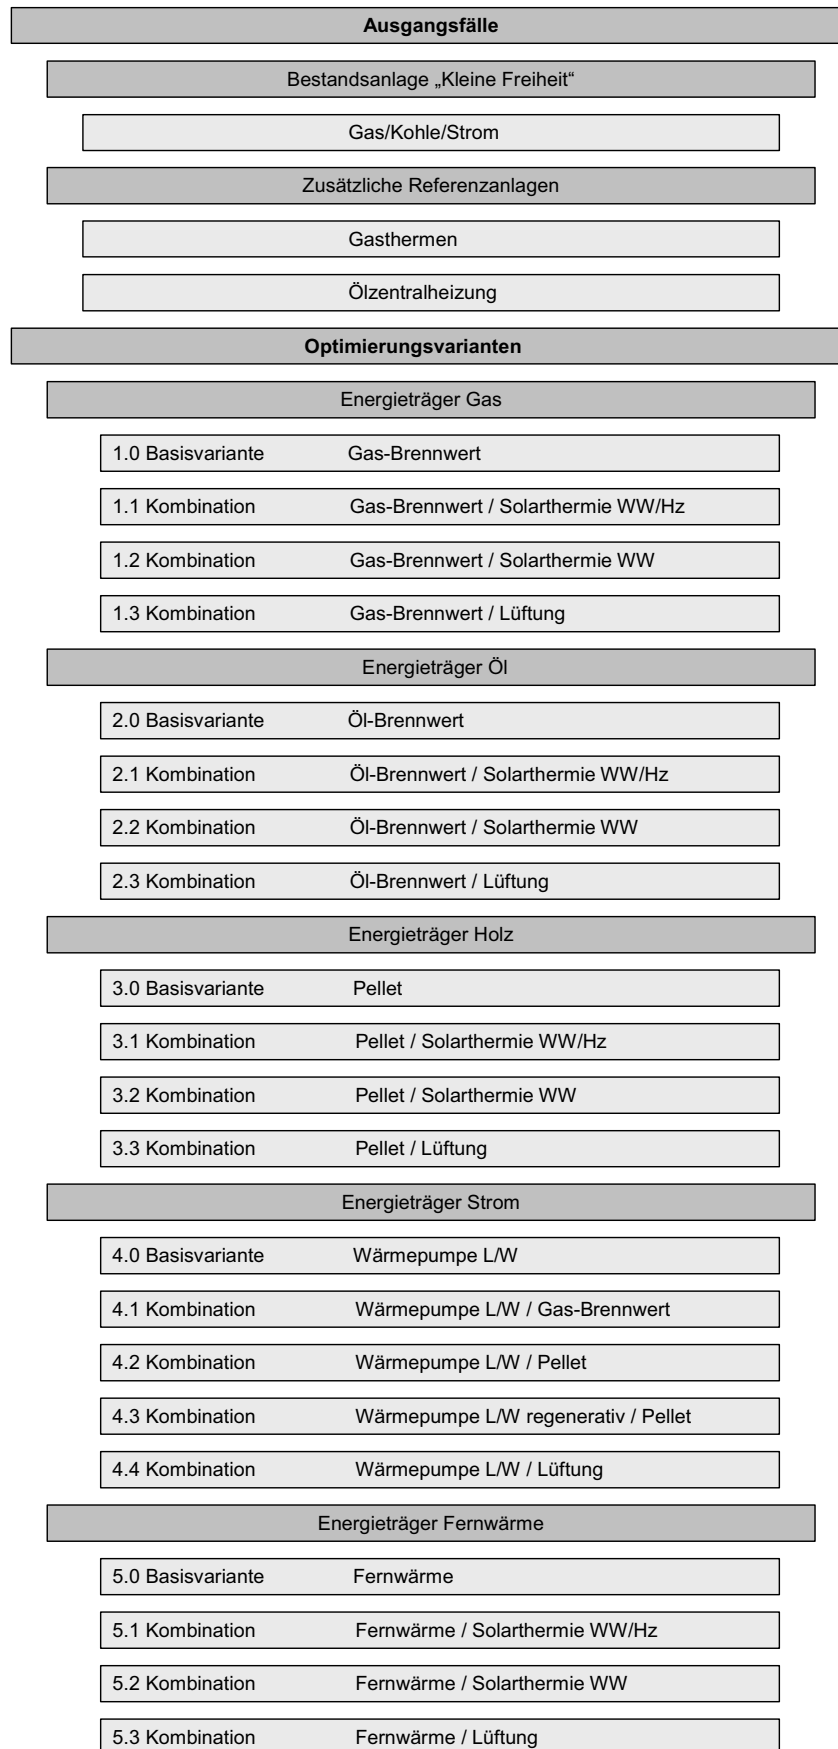 Ausgangsfälle
Bestandsanlage „Kleine Freiheit“
Gas/Kohle/Strom
Zusätzliche Referenzanlagen
Gasthermen
Ölzentralheizung
Optimierungsvarianten
Energieträger Gas
1.0 Basisvariante Gas-Brennwert
1.1 Kombination Gas-Brennwert / Solarthermie WW/Hz
1.2 Kombination Gas-Brennwert / Solarthermie WW
1.3 Kombination Gas-Brennwert / Lüftung
Energieträger Öl
2.0 Basisvariante Öl-Brennwert
2.1 Kombination Öl-Brennwert / Solarthermie WW/Hz
2.2 Kombination Öl-Brennwert / Solarthermie WW
2.3 Kombination Öl-Brennwert / Lüftung
Energieträger Holz
3.0 Basisvariante Pellet
3.1 Kombination Pellet / Solarthermie WW/Hz
3.2 Kombination Pellet / Solarthermie WW
3.3 Kombination Pellet / Lüftung
Energieträger Strom
4.0 Basisvariante Wärmepumpe L/W
4.1 Kombination Wärmepumpe L/W / Gas-Brennwert
4.2 Kombination Wärmepumpe L/W / Pellet
4.3 Kombination Wärmepumpe L/W regenerativ / Pellet
4.4 Kombination Wärmepumpe L/W / Lüftung
Energieträger Fernwärme
5.0 Basisvariante Fernwärme
5.1 Kombination Fernwärme / Solarthermie WW/Hz
5.2 Kombination Fernwärme / Solarthermie WW
5.3 Kombination Fernwärme / Lüftung